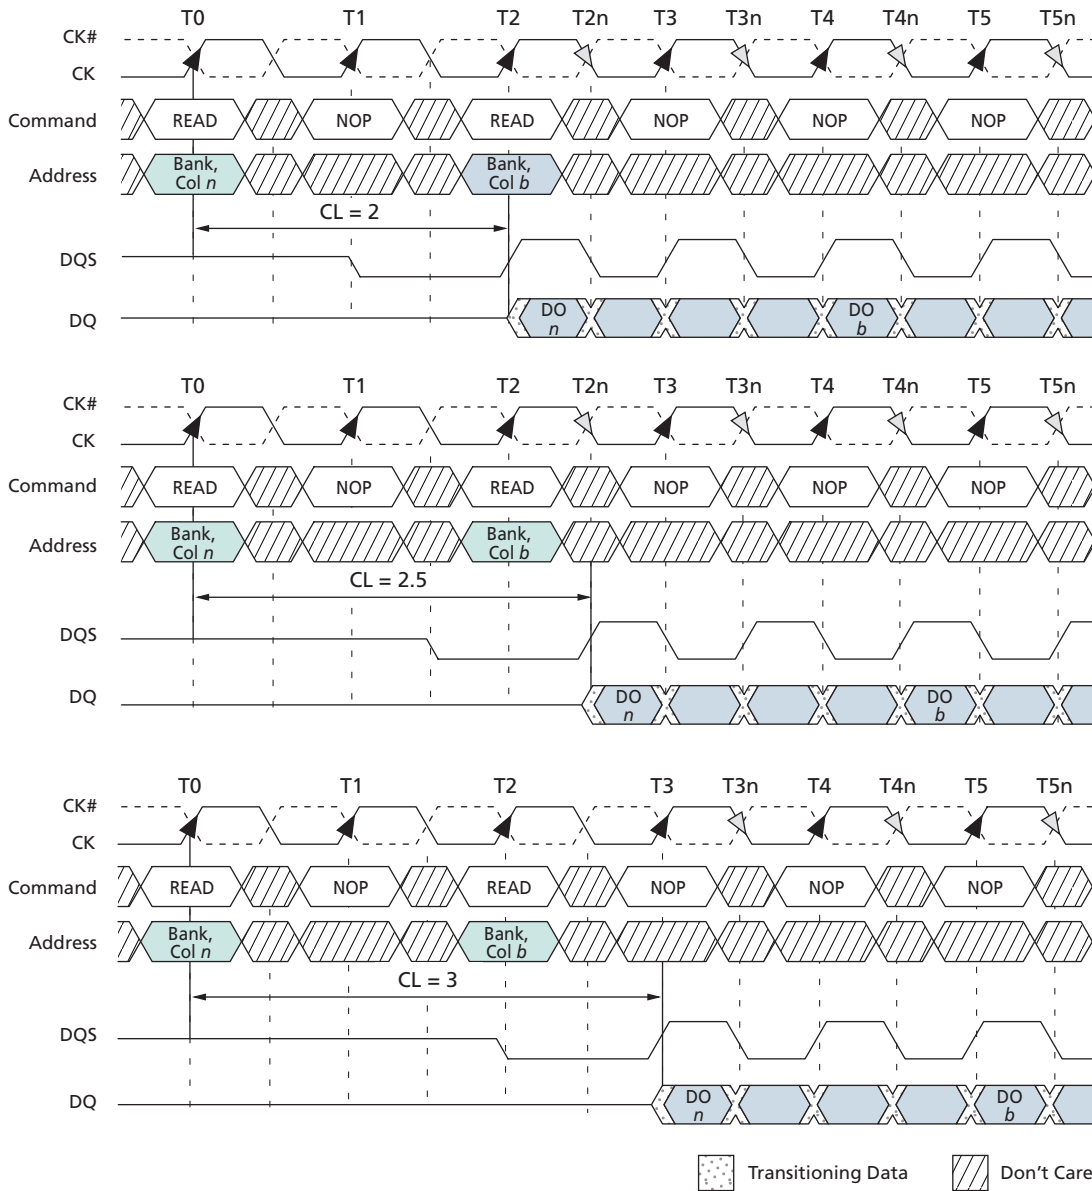 T0 T1 T2 T2n T3 T3n T4 T4n T5 T5n
CK#
CK
Command READ NOP READ NOP NOP NOP
Address Bank, Col n Bank, Col b
CL = 2
DQS
DQ DO n DO b
T0 T1 T2 T2n T3 T3n T4 T4n T5 T5n
CK#
CK
Command READ NOP READ NOP NOP NOP
Address Bank, Col n Bank, Col b
CL = 2.5
DQS
DQ DO n DO b
T0 T1 T2 T3 T3n T4 T4n T5 T5n
CK#
CK
Command READ NOP READ NOP NOP NOP
Address Bank, Col n Bank, Col b
CL = 3
DQS
DQ DO n DO b
Transitioning Data Don't Care